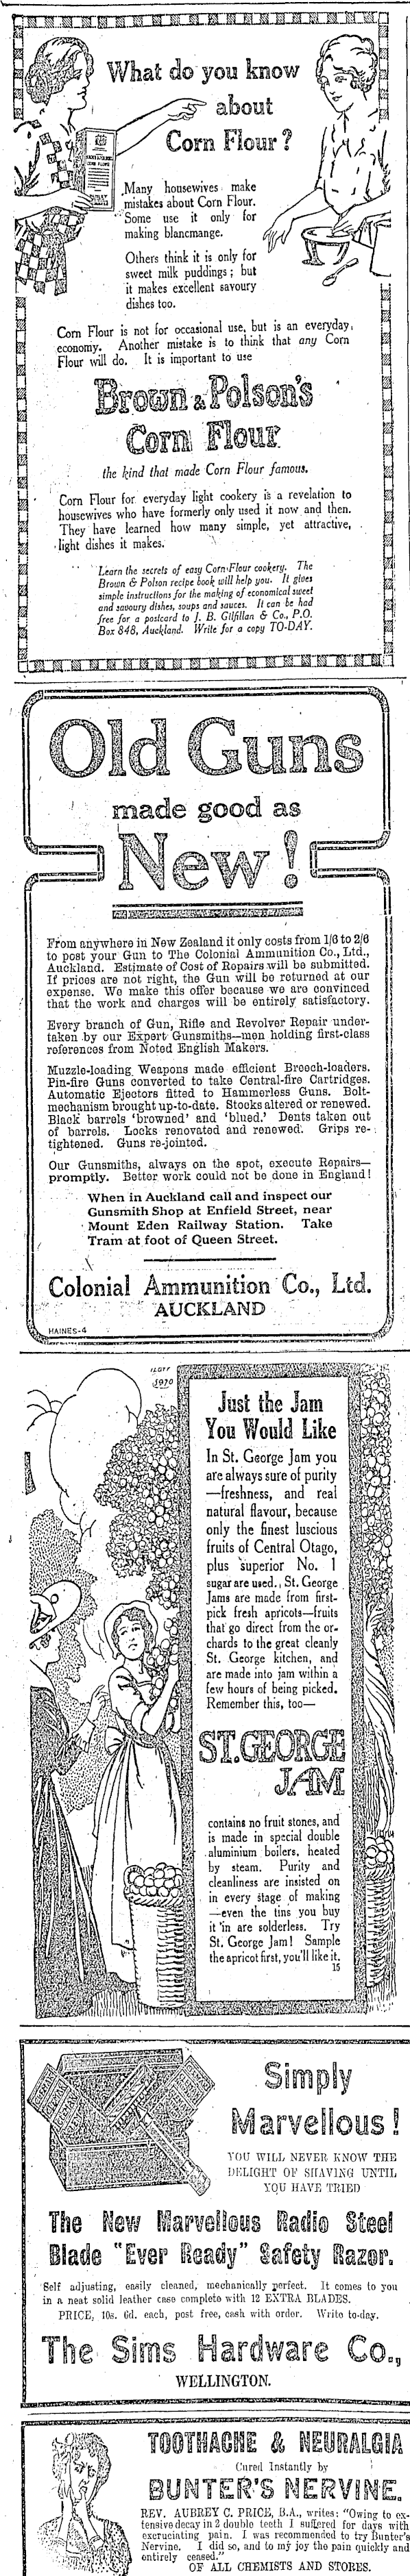 What do you know
about
Corn Flour?
Many housewives make
mistakes about Corn Flour.
Some use it only for
making blancmange.
Others think it is only for
sweet milk puddings; but
it makes excellent savoury
dishes too.
Corn Flour is not for occasional use, but is an everyday
economy. Another mistake is to think that any Corn
Flour will do. It is important to use
Brown & Polson's
Corn Flour
the kind that made Corn Flour famous.
Corn Flour for everyday light cookery is a revelation to
housewives who have formerly only used it now and then.
They have learned how many simple, yet attractive,
light dishes it makes.
Learn the secrets of easy Corn Flour cookery. The
Brown & Polson recipe book will help you. It gives
simple instructions for the making of economical sweet
and savoury dishes, soups and sauces. It can be had
free for a postcard to J. B. Gilfillan & Co., P.O.
Box 848, Auckland. Write for a copy TO-DAY.
Old Guns
made good as
New!
From anywhere in New Zealand it only costs from 1/6 to 2/6
to post your Gun to The Colonial Ammunition Co., Ltd.,
Auckland. Estimate of Cost of Repairs will be submitted.
If prices are not right, the Gun will be returned at our
expense. We make this offer because we are convinced
that the work and charges will be entirely satisfactory.
Every branch of Gun, Rifle and Revolver Repair under-
taken by our Expert Gunsmiths—men holding first-class
references from Noted English Makers.
Muzzle-loading Weapons made efficient Breech-loaders.
Pin-fire Guns converted to take Central-fire Cartridges.
Automatic Ejectors fitted to Hammerless Guns. Bolt-
mechanism brought up-to-date. Stocks altered or renewed.
Black barrels 'browned' and 'blued.' Dents taken out
of barrels. Locks renovated and renewed. Grips re-
tightened. Guns re-jointed.
Our Gunsmiths, always on the spot, execute Repairs—
promptly. Better work could not be done in England!
When in Auckland call and inspect our
Gunsmith Shop at Enfield Street, near
Mount Eden Railway Station. Take
Tram at foot of Queen Street.
Colonial Ammunition Co., Ltd.
AUCKLAND
HAINES-4
Just the Jam
You Would Like
In St. George Jam you
are always sure of purity
—freshness, and real
natural flavour, because
only the finest luscious
fruits of Central Otago,
plus superior No. 1
sugar are used. St. George
Jams are made from first-
pick fresh apricots—fruits
that go direct from the or-
chards to the great cleanly
St. George kitchen, and
are made into jam within a
few hours of being picked.
Remember this, too—
ST. GEORGE
JAM
contains no fruit stones, and
is made in special double
aluminium boilers, heated
by steam. Purity and
cleanliness are insisted on
in every stage of making
—even the tins you buy
it in are solderless. Try
St. George Jam! Sample
the apricot first, you'll like it.
15
Simply
Marvellous!
YOU WILL NEVER KNOW THE
DELIGHT OF SHAVING UNTIL
YOU HAVE TRIED
The New Marvellous Radio Steel
Blade "Ever Ready" Safety Razor.
Self adjusting, easily cleaned, mechanically perfect. It comes to you
in a neat solid leather case complete with 12 EXTRA BLADES.
PRICE, 10s. 6d. each, post free, cash with order. Write to-day.
The Sims Hardware Co.,
WELLINGTON.
TOOTHACHE & NEURALGIA
Cured Instantly by
BUNTER'S NERVINE.
REV. AUBREY C. PRICE, B.A., writes: "Owing to ex-
tensive decay in 2 double teeth I suffered for days with
excruciating pain. I was recommended to try Bunter's
Nervine. I did so, and to my joy the pain quickly and
entirely ceased."
OF ALL CHEMISTS AND STORES.